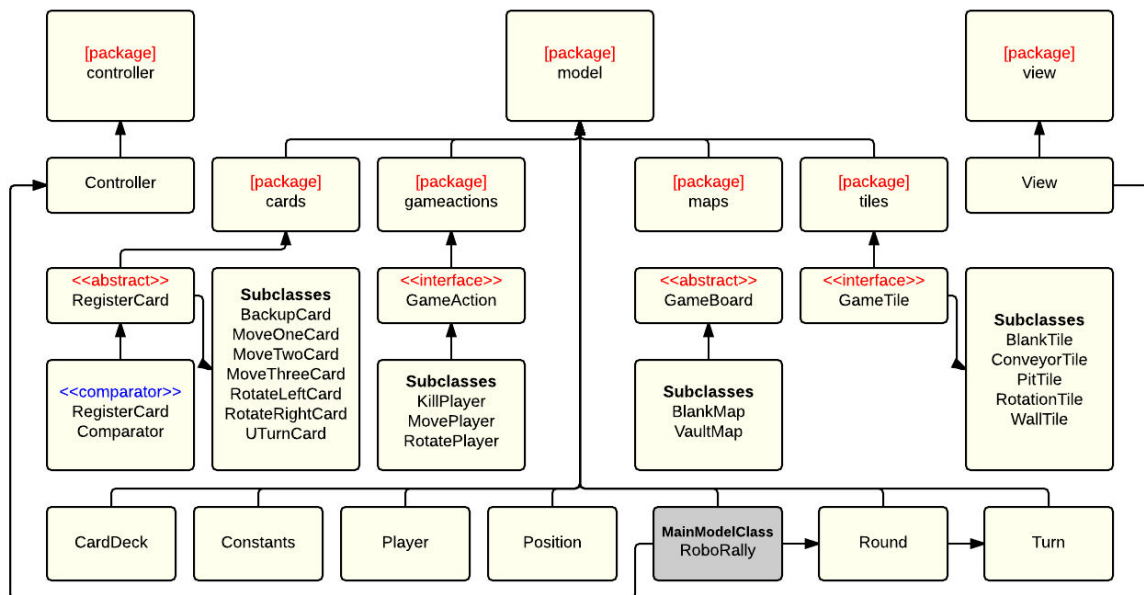 [package]
controller
[package]
model
[package]
view
Controller
[package]
cards
[package]
gameactions
[package]
maps
[package]
tiles
View
<<abstract>>
RegisterCard
Subclasses
BackupCard
MoveOneCard
MoveTwoCard
MoveThreeCard
RotateLeftCard
RotateRightCard
UTurnCard
<<interface>>
GameAction
<<abstract>>
GameBoard
<<interface>>
GameTile
Subclasses
BlankTile
ConveyorTile
PitTile
RotationTile
WallTile
<<comparator>>
RegisterCard
Comparator
Subclasses
KillPlayer
MovePlayer
RotatePlayer
Subclasses
BlankMap
VaultMap
CardDeck
Constants
Player
Position
MainModelClass
RoboRally
Round
Turn